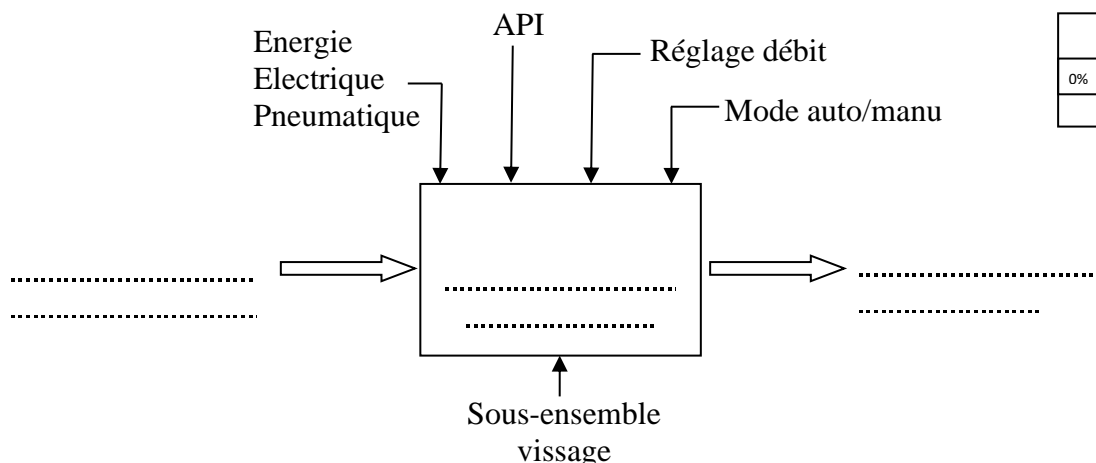 API
Energie
Electrique
Pneumatique
Réglage débit
Mode auto/manu
0%
Sous-ensemble
vissage